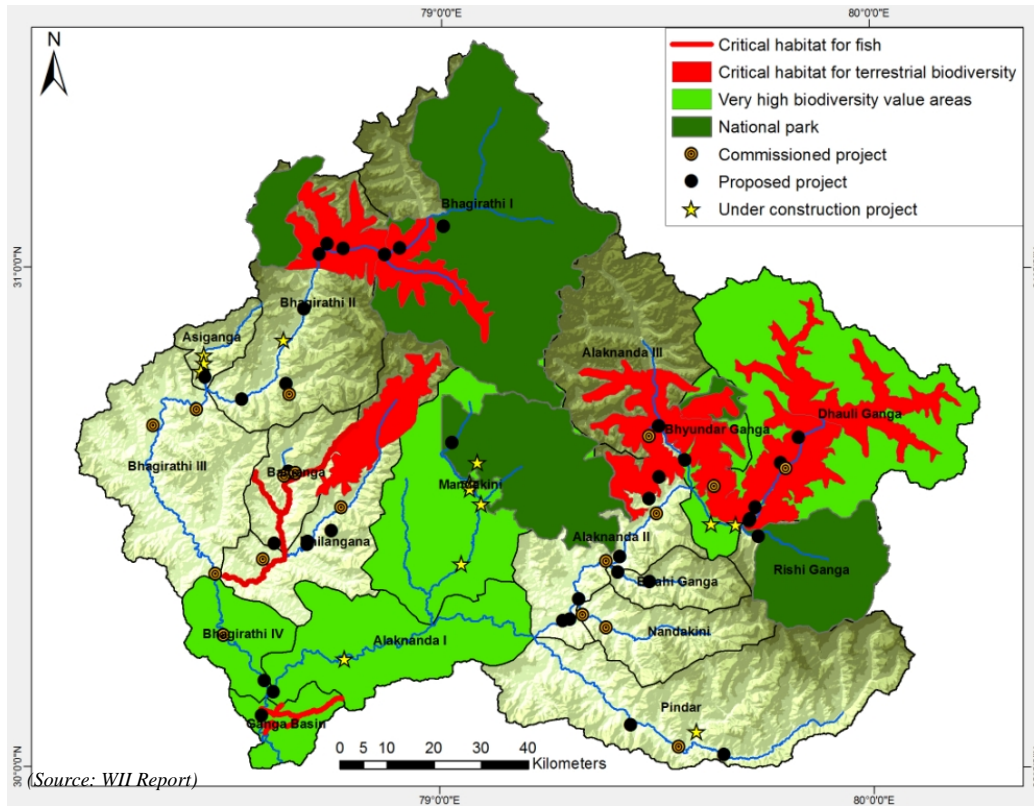 79°0'0"E
80°0'0"E
N
Critical habitat for fish
Critical habitat for terrestrial biodiversity
Very high biodiversity value areas
National park
Commissioned project
Proposed project
Under construction project
Bhagirathi I
31°0'0"N
Bhagirathi II
Asiganga
Alaknanda III
Bhyundar Ganga
Dhauli Ganga
Bhagirathi III
Mandakini
Alaknanda II
Rishi Ganga
Ganga
Nandakini
Bhagirathi IV
Alaknanda I
Pindar
Ganga Basin
0 5 10 20 30 40
Kilometers
30°0'0"N
(Source: WII Report)
79°0'0"E
80°0'0"E